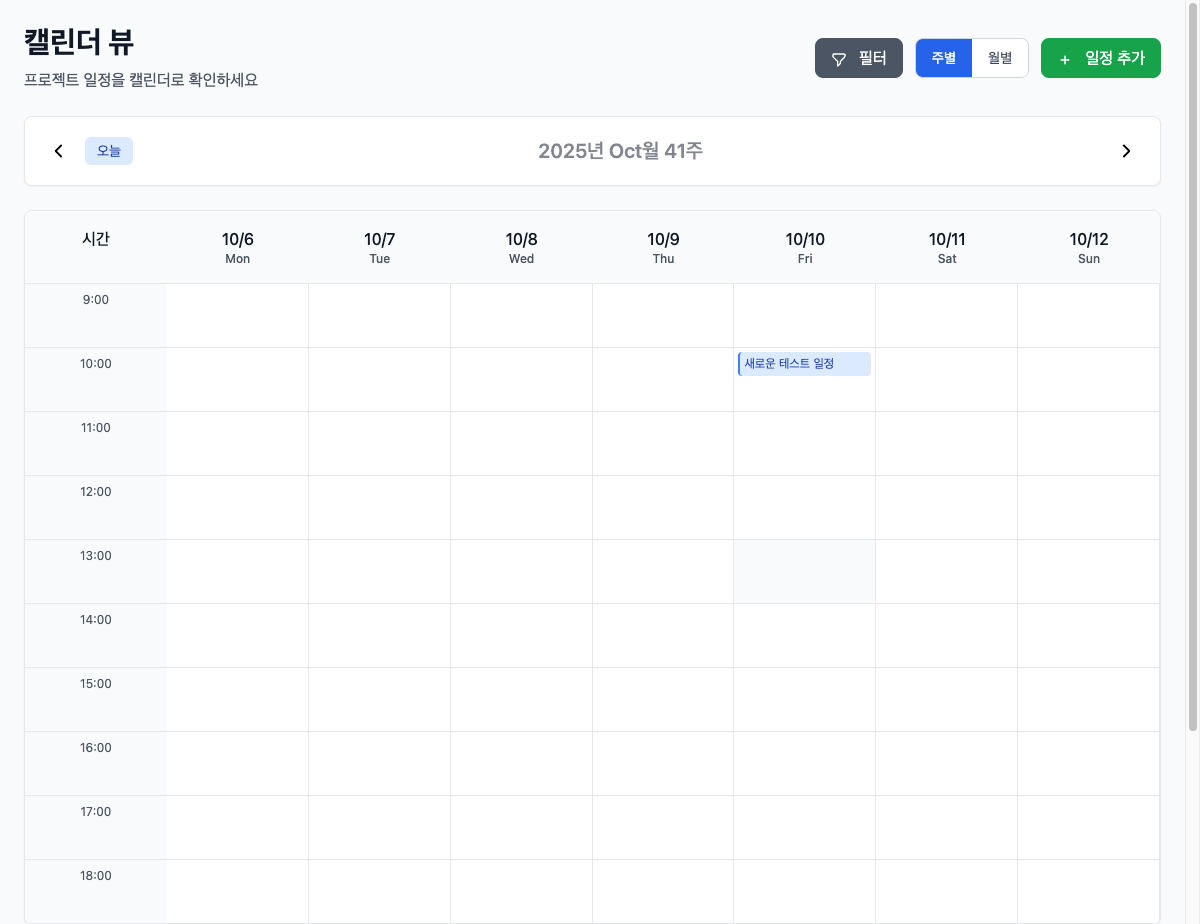 캘린더 뷰
프로젝트 일정을 캘린더로 확인하세요
필터
주별
월별
+ 일정 추가
오늘
2025년 Oct월 41주
시간 10/6 10/7 10/8 10/9 10/10 10/11 10/12
Mon Tue Wed Thu Fri Sat Sun
9:00
10:00 새로운 테스트 일정
11:00
12:00
13:00
14:00
15:00
16:00
17:00
18:00